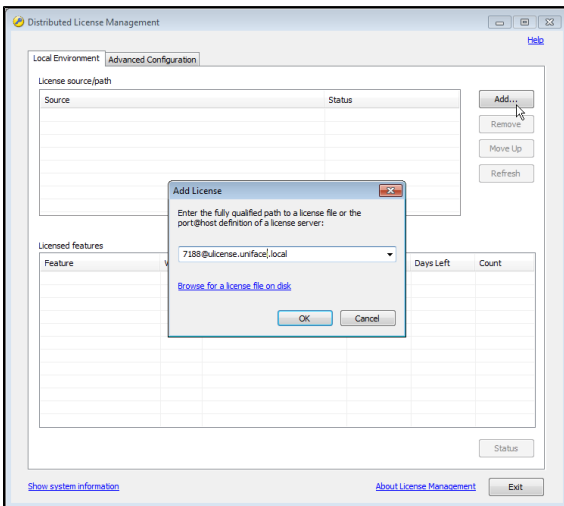 Distributed License Management
Help
Local Environment
Advanced Configuration
License source/path
Source
Status
Add...
Remove
Move Up
Refresh
Add License
Enter the fully qualified path to a license file or the
port@host definition of a license server:
7188@ulicense.uniface.local
Browse for a license file on disk
OK
Cancel
Licensed features
Feature
Days Left
Count
Status
Show system information
About License Management
Exit